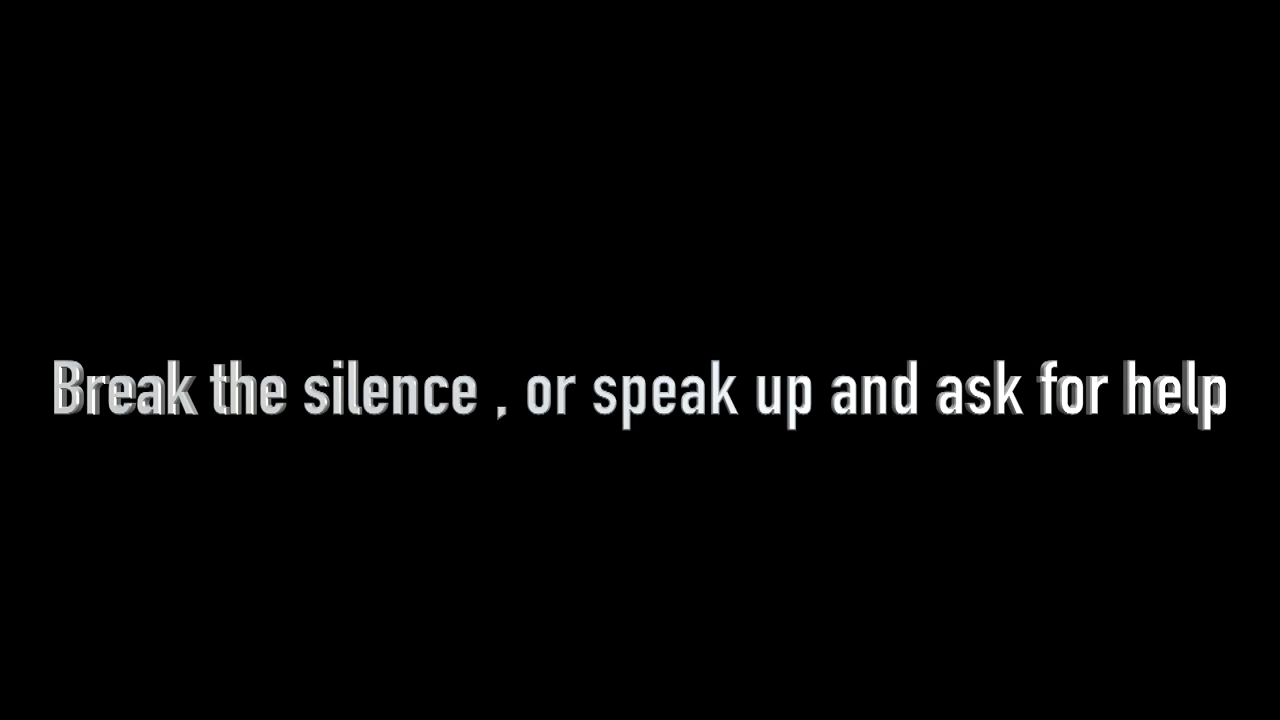 Break the silence , or speak up and ask for help